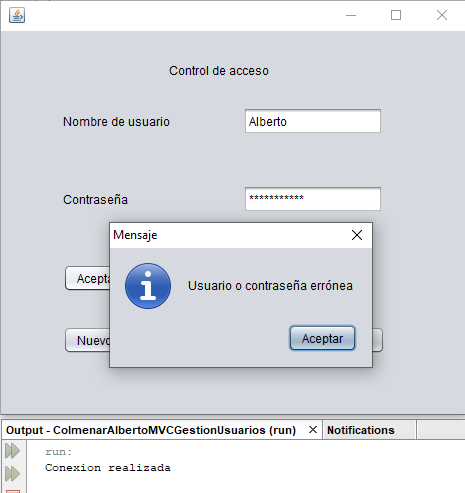 Control de acceso
Nombre de usuario
Alberto
Contraseña
***********
Mensaje
Usuario o contraseña errónea
Aceptar
Nuevo
Aceptar
Output - ColmenarAlbertoMVCGestionUsuarios (run)
Notifications
run:
Conexion realizada